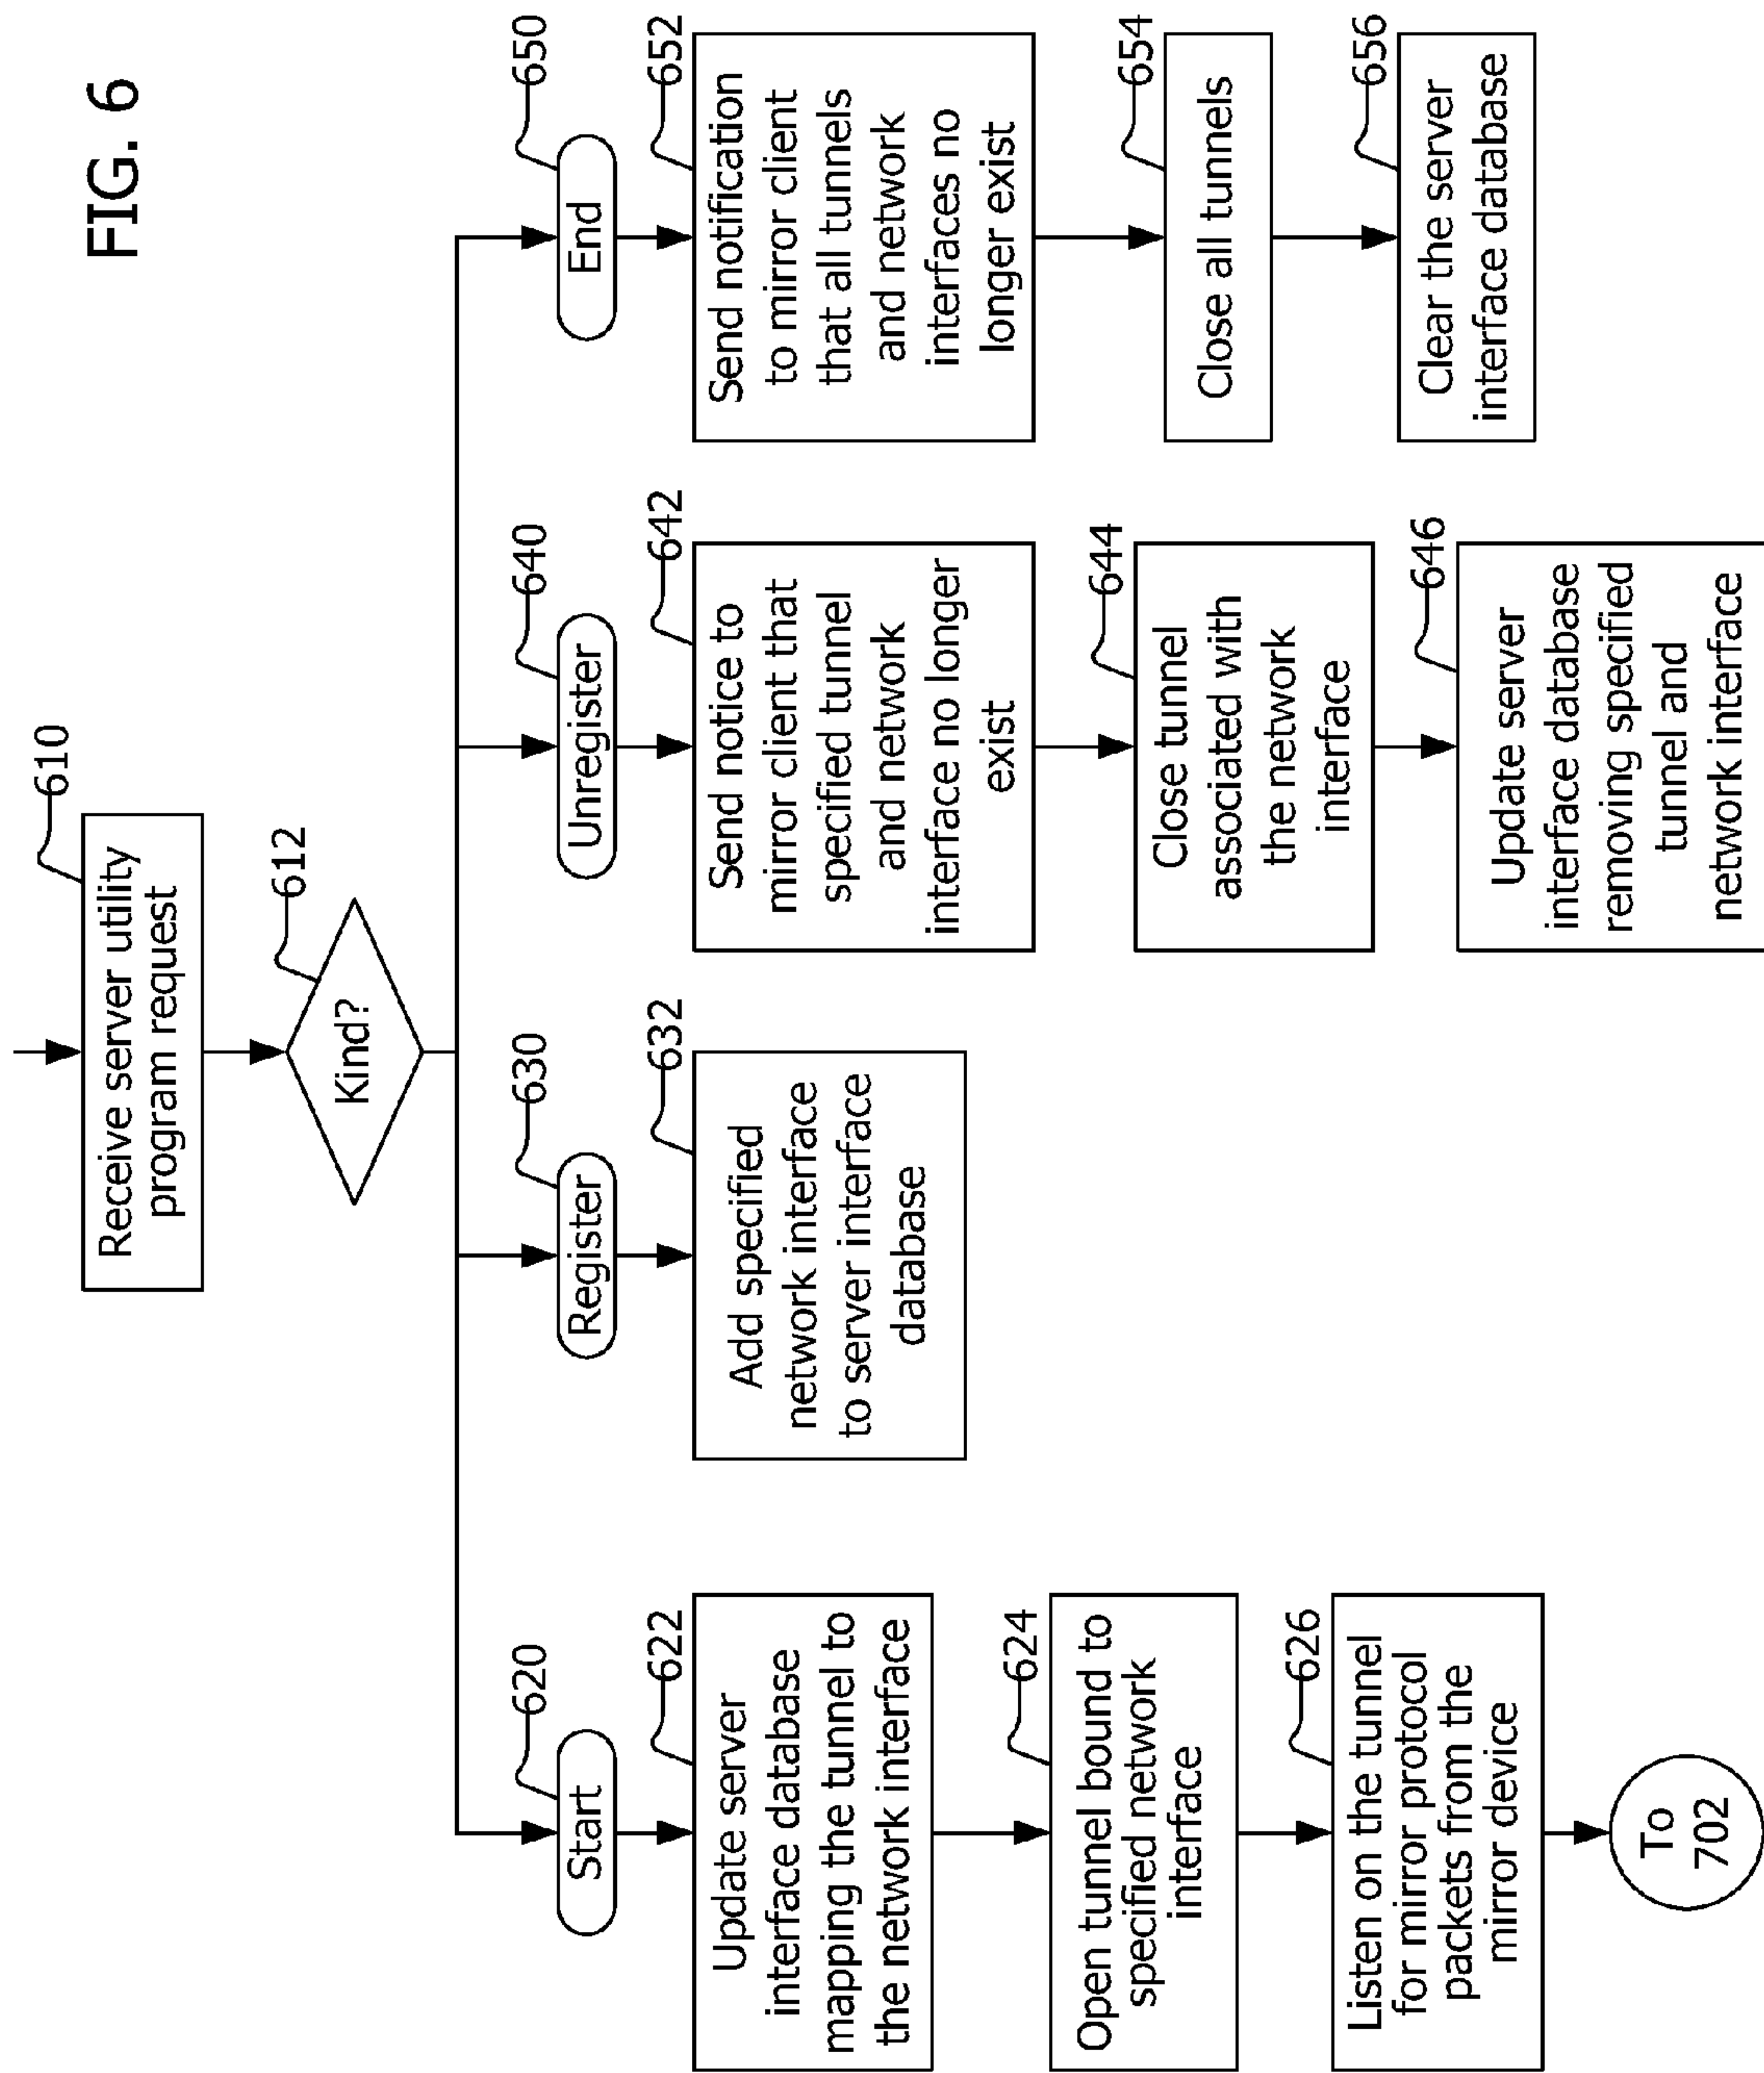 FIG. 6
610
Receive server utility
program request
612
Kind?
620
Start
622
Update server
interface database
mapping the tunnel to
the network interface
624
Open tunnel bound to
specified network
interface
626
Listen on the tunnel
for mirror protocol
packets from the
mirror device
To
702
630
Register
632
Add specified
network interface
to server interface
database
640
Unregister
642
Send notice to
mirror client that
specified tunnel
and network
interface no longer
exist
644
Close tunnel
associated with
the network
interface
646
Update server
interface database
removing specified
tunnel and
network interface
650
End
652
Send notification
to mirror client
that all tunnels
and network
interfaces no
longer exist
654
Close all tunnels
656
Clear the server
interface database